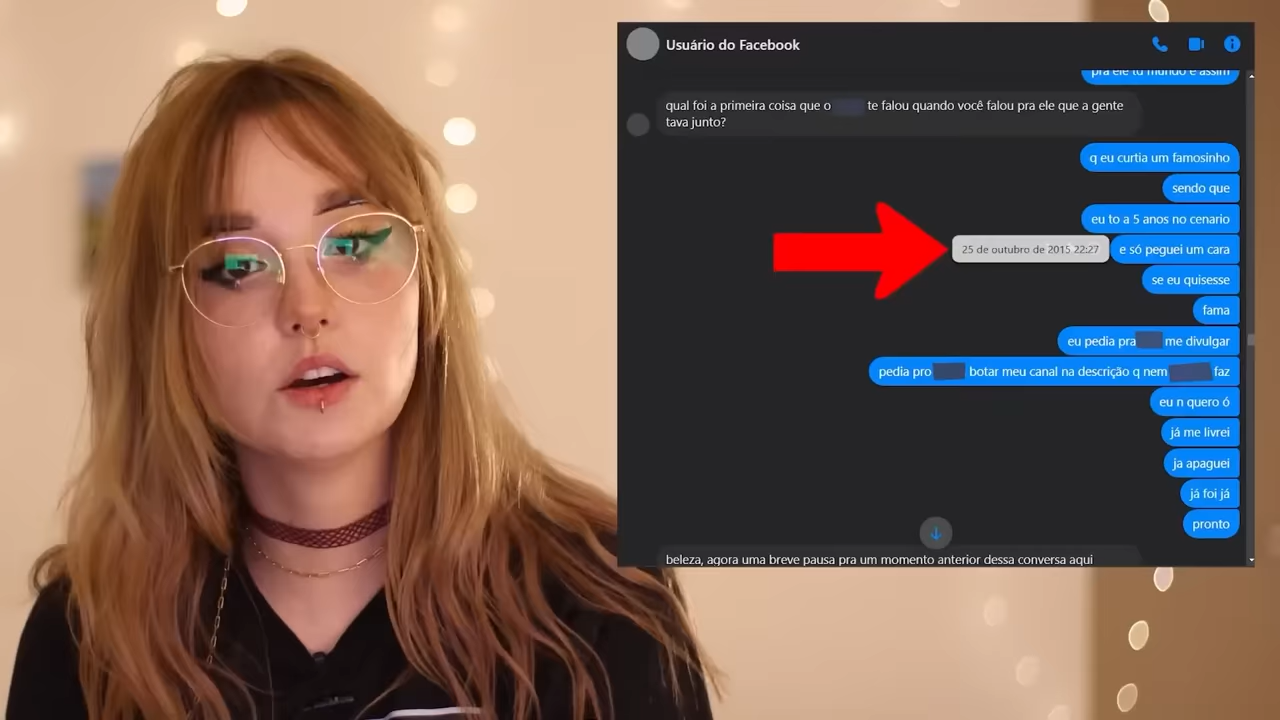 Usuário do Facebook
pra ele td mundo é assim
qual foi a primeira coisa que o te falou quando você falou pra ele que a gente
tava junto?
q eu curtia um famosinho
sendo que
eu to a 5 anos no cenario
25 de outubro de 2015 22:27
e só peguei um cara
se eu quisesse
fama
eu pedia pra me divulgar
pedia pro botar meu canal na descrição q nem faz
eu n quero ó
já me livrei
ja apaguei
já foi já
pronto
beleza, agora uma breve pausa pra um momento anterior dessa conversa aqui